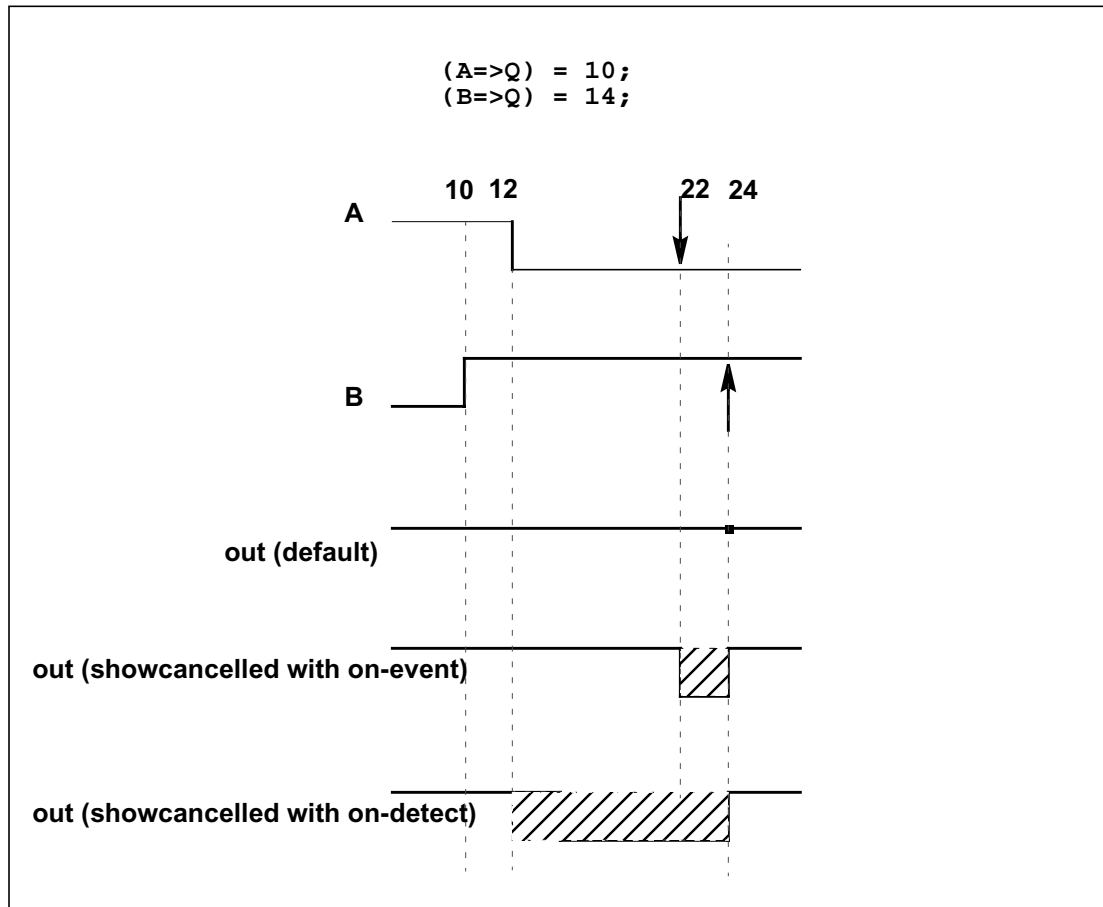 (A=>Q) = 10;
(B=>Q) = 14;
10 12 22 24
A
B
out (default)
out (showcancelled with on-event)
out (showcancelled with on-detect)